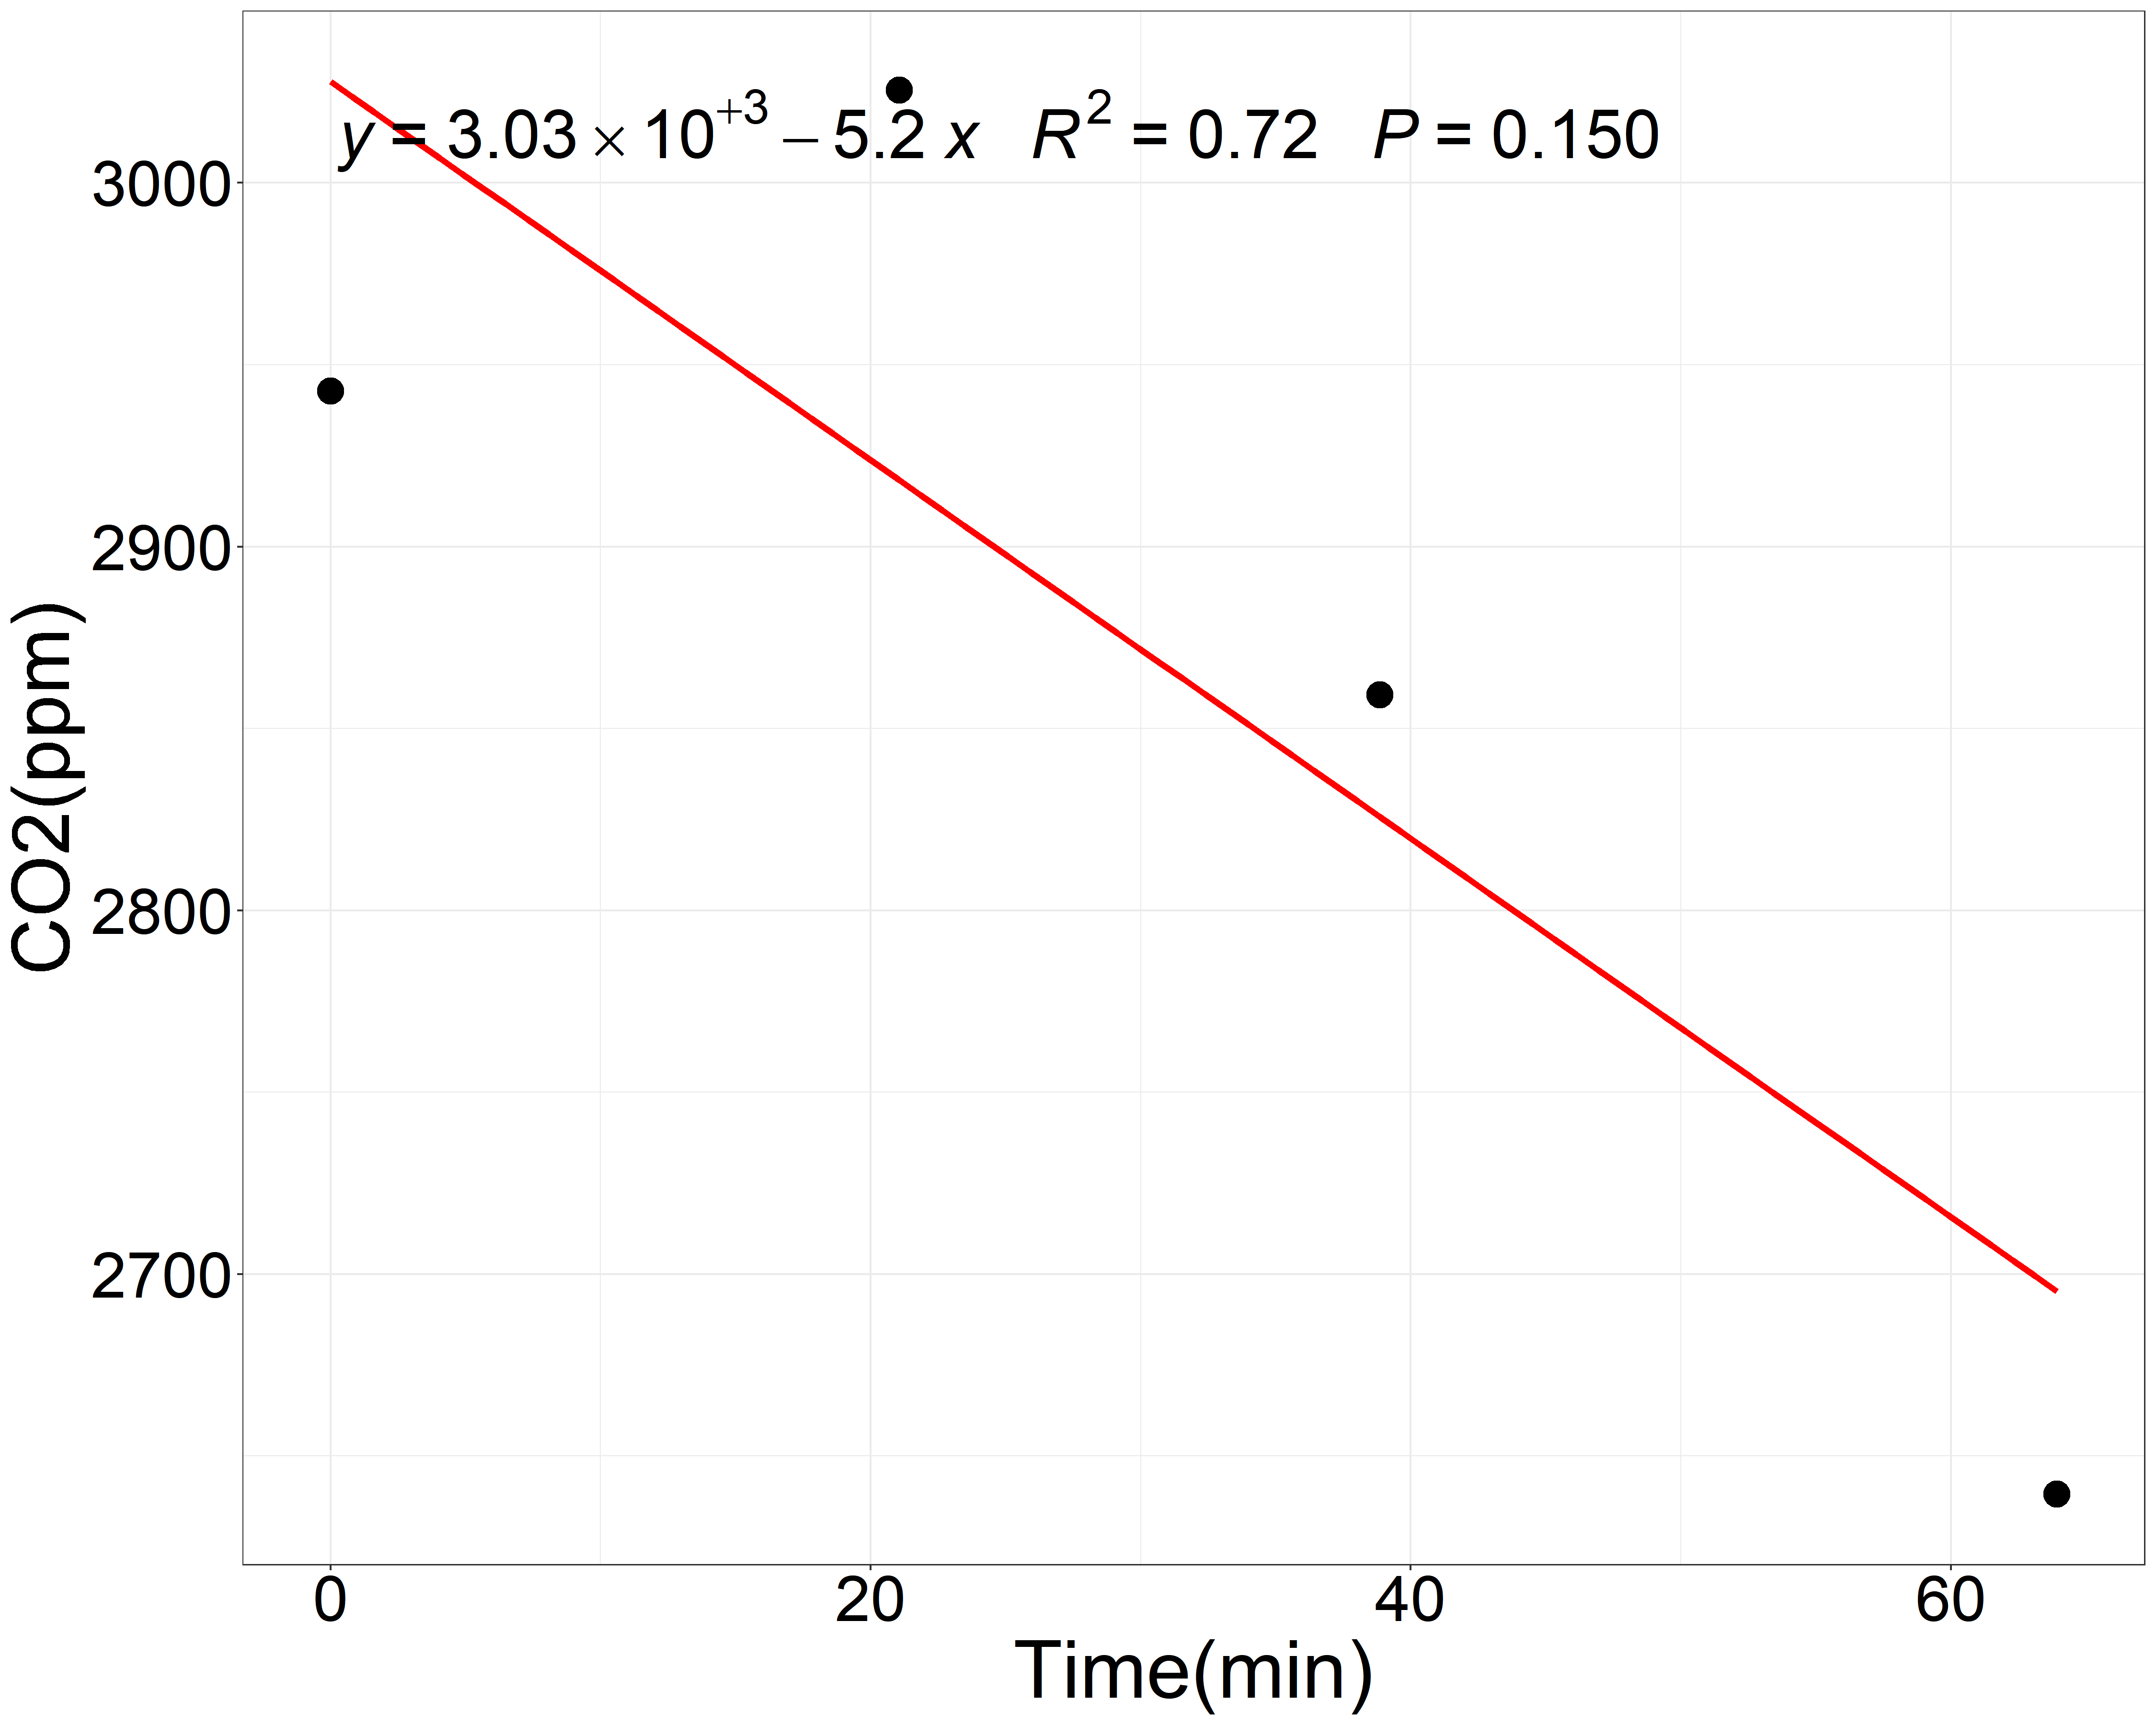 y = 3.03 × 10⁺³ − 5.2 x R² = 0.72 P = 0.150
3000
2900
2800
2700
CO2(ppm)
0 20 40 60
Time(min)